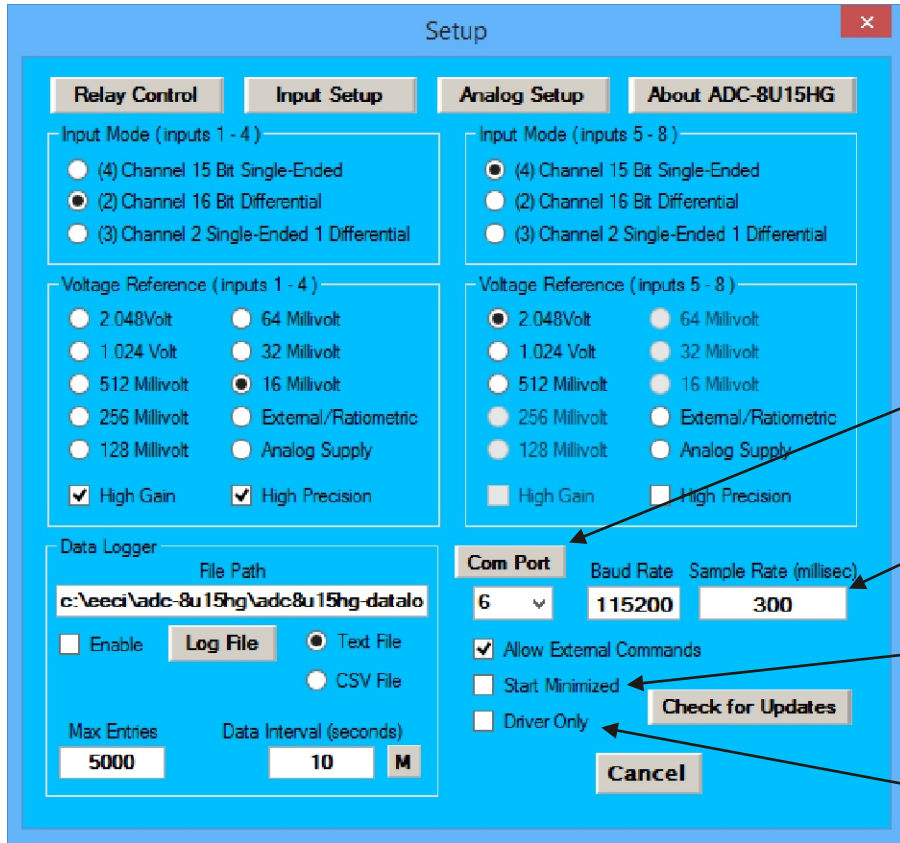 Setup
Relay Control Input Setup Analog Setup About ADC-8U15HG
Input Mode (inputs 1 - 4)
(4) Channel 15 Bit Single-Ended
(2) Channel 16 Bit Differential
(3) Channel 2 Single-Ended 1 Differential
Input Mode (inputs 5 - 8)
(4) Channel 15 Bit Single-Ended
(2) Channel 16 Bit Differential
(3) Channel 2 Single-Ended 1 Differential
Voltage Reference (inputs 1 - 4)
2.048Volt 64 Millivolt
1.024 Volt 32 Millivolt
512 Millivolt 16 Millivolt
256 Millivolt External/Ratiometric
128 Millivolt Analog Supply
High Gain High Precision
Voltage Reference (inputs 5 - 8)
2.048Volt 64 Millivolt
1.024 Volt 32 Millivolt
512 Millivolt 16 Millivolt
256 Millivolt External/Ratiometric
128 Millivolt Analog Supply
High Gain High Precision
Data Logger
File Path
c:\eeci\adc-8u15hg\adc8u15hg-datalo
Enable Log File Text File
CSV File
Max Entries Data Interval (seconds)
5000 10 M
Com Port Baud Rate Sample Rate (millisec)
6 115200 300
Allow External Commands
Start Minimized
Check for Updates
Driver Only
Cancel